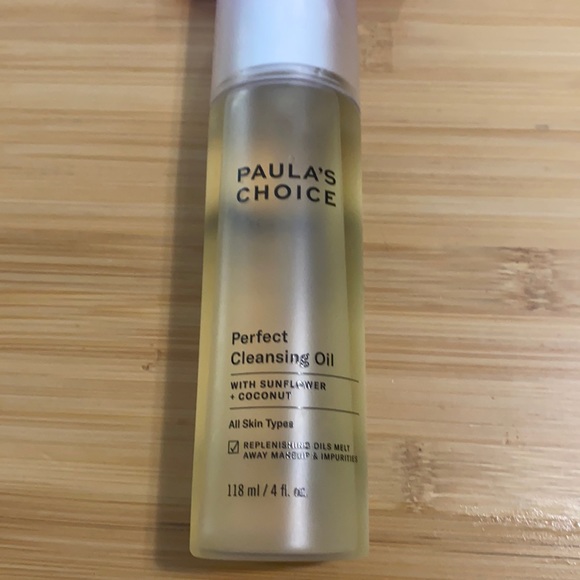 PAULA'S
CHOICE
Perfect
Cleansing Oil
WITH SUNFLOWER
+ COCONUT
All Skin Types
REPLENISHING OILS MELT
AWAY MAKEUP & IMPURITIES
118 ml / 4 fl. oz.